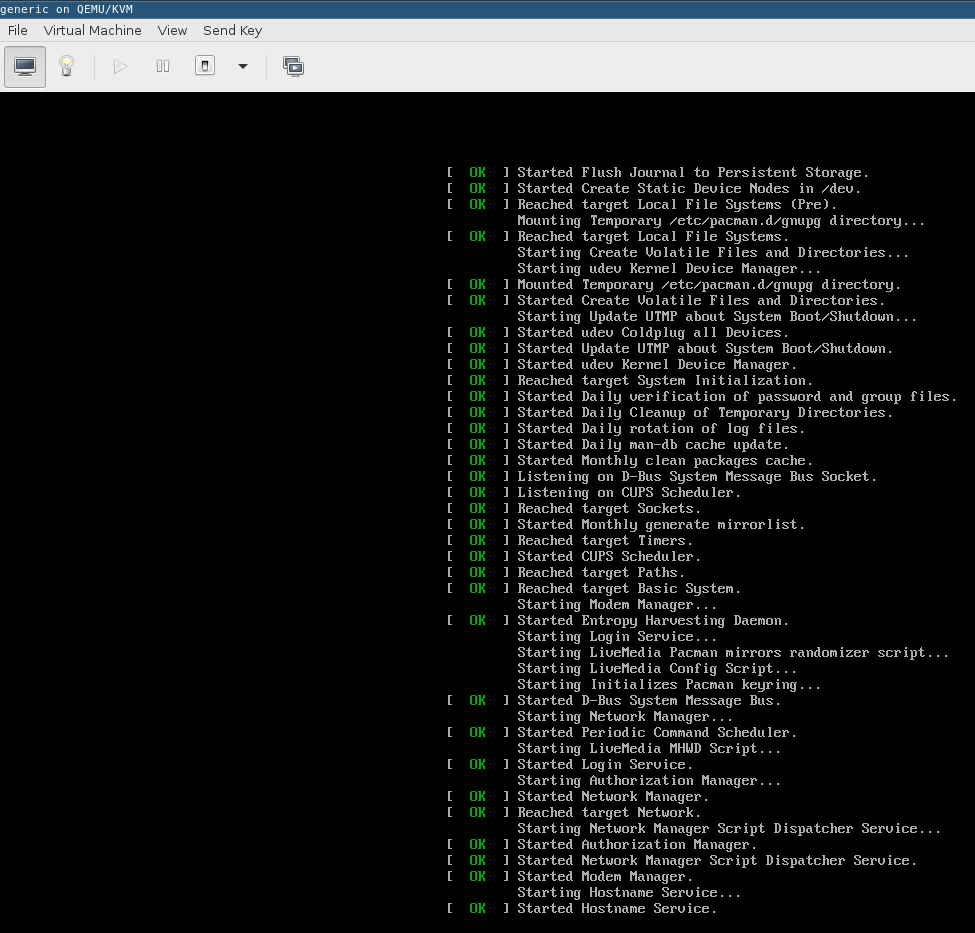 generic on QEMU/KVM
File Virtual Machine View Send Key
[  OK  ] Started Flush Journal to Persistent Storage.
[  OK  ] Started Create Static Device Nodes in /dev.
[  OK  ] Reached target Local File Systems (Pre).
Mounting Temporary /etc/pacman.d/gnupg directory...
[  OK  ] Reached target Local File Systems.
Starting Create Volatile Files and Directories...
Starting udev Kernel Device Manager...
[  OK  ] Mounted Temporary /etc/pacman.d/gnupg directory.
[  OK  ] Started Create Volatile Files and Directories.
Starting Update UTMP about System Boot/Shutdown...
[  OK  ] Started udev Coldplug all Devices.
[  OK  ] Started Update UTMP about System Boot/Shutdown.
[  OK  ] Started udev Kernel Device Manager.
[  OK  ] Reached target System Initialization.
[  OK  ] Started Daily verification of password and group files.
[  OK  ] Started Daily Cleanup of Temporary Directories.
[  OK  ] Started Daily rotation of log files.
[  OK  ] Started Daily man-db cache update.
[  OK  ] Started Monthly clean packages cache.
[  OK  ] Listening on D-Bus System Message Bus Socket.
[  OK  ] Listening on CUPS Scheduler.
[  OK  ] Reached target Sockets.
[  OK  ] Started Monthly generate mirrorlist.
[  OK  ] Reached target Timers.
[  OK  ] Started CUPS Scheduler.
[  OK  ] Reached target Paths.
[  OK  ] Reached target Basic System.
Starting Modem Manager...
[  OK  ] Started Entropy Harvesting Daemon.
Starting Login Service...
Starting LiveMedia Pacman mirrors randomizer script...
Starting LiveMedia Config Script...
Starting Initializes Pacman keyring...
[  OK  ] Started D-Bus System Message Bus.
Starting Network Manager...
[  OK  ] Started Periodic Command Scheduler.
Starting LiveMedia MHWD Script...
[  OK  ] Started Login Service.
Starting Authorization Manager...
[  OK  ] Started Network Manager.
[  OK  ] Reached target Network.
Starting Network Manager Script Dispatcher Service...
[  OK  ] Started Authorization Manager.
[  OK  ] Started Network Manager Script Dispatcher Service.
[  OK  ] Started Modem Manager.
Starting Hostname Service...
[  OK  ] Started Hostname Service.